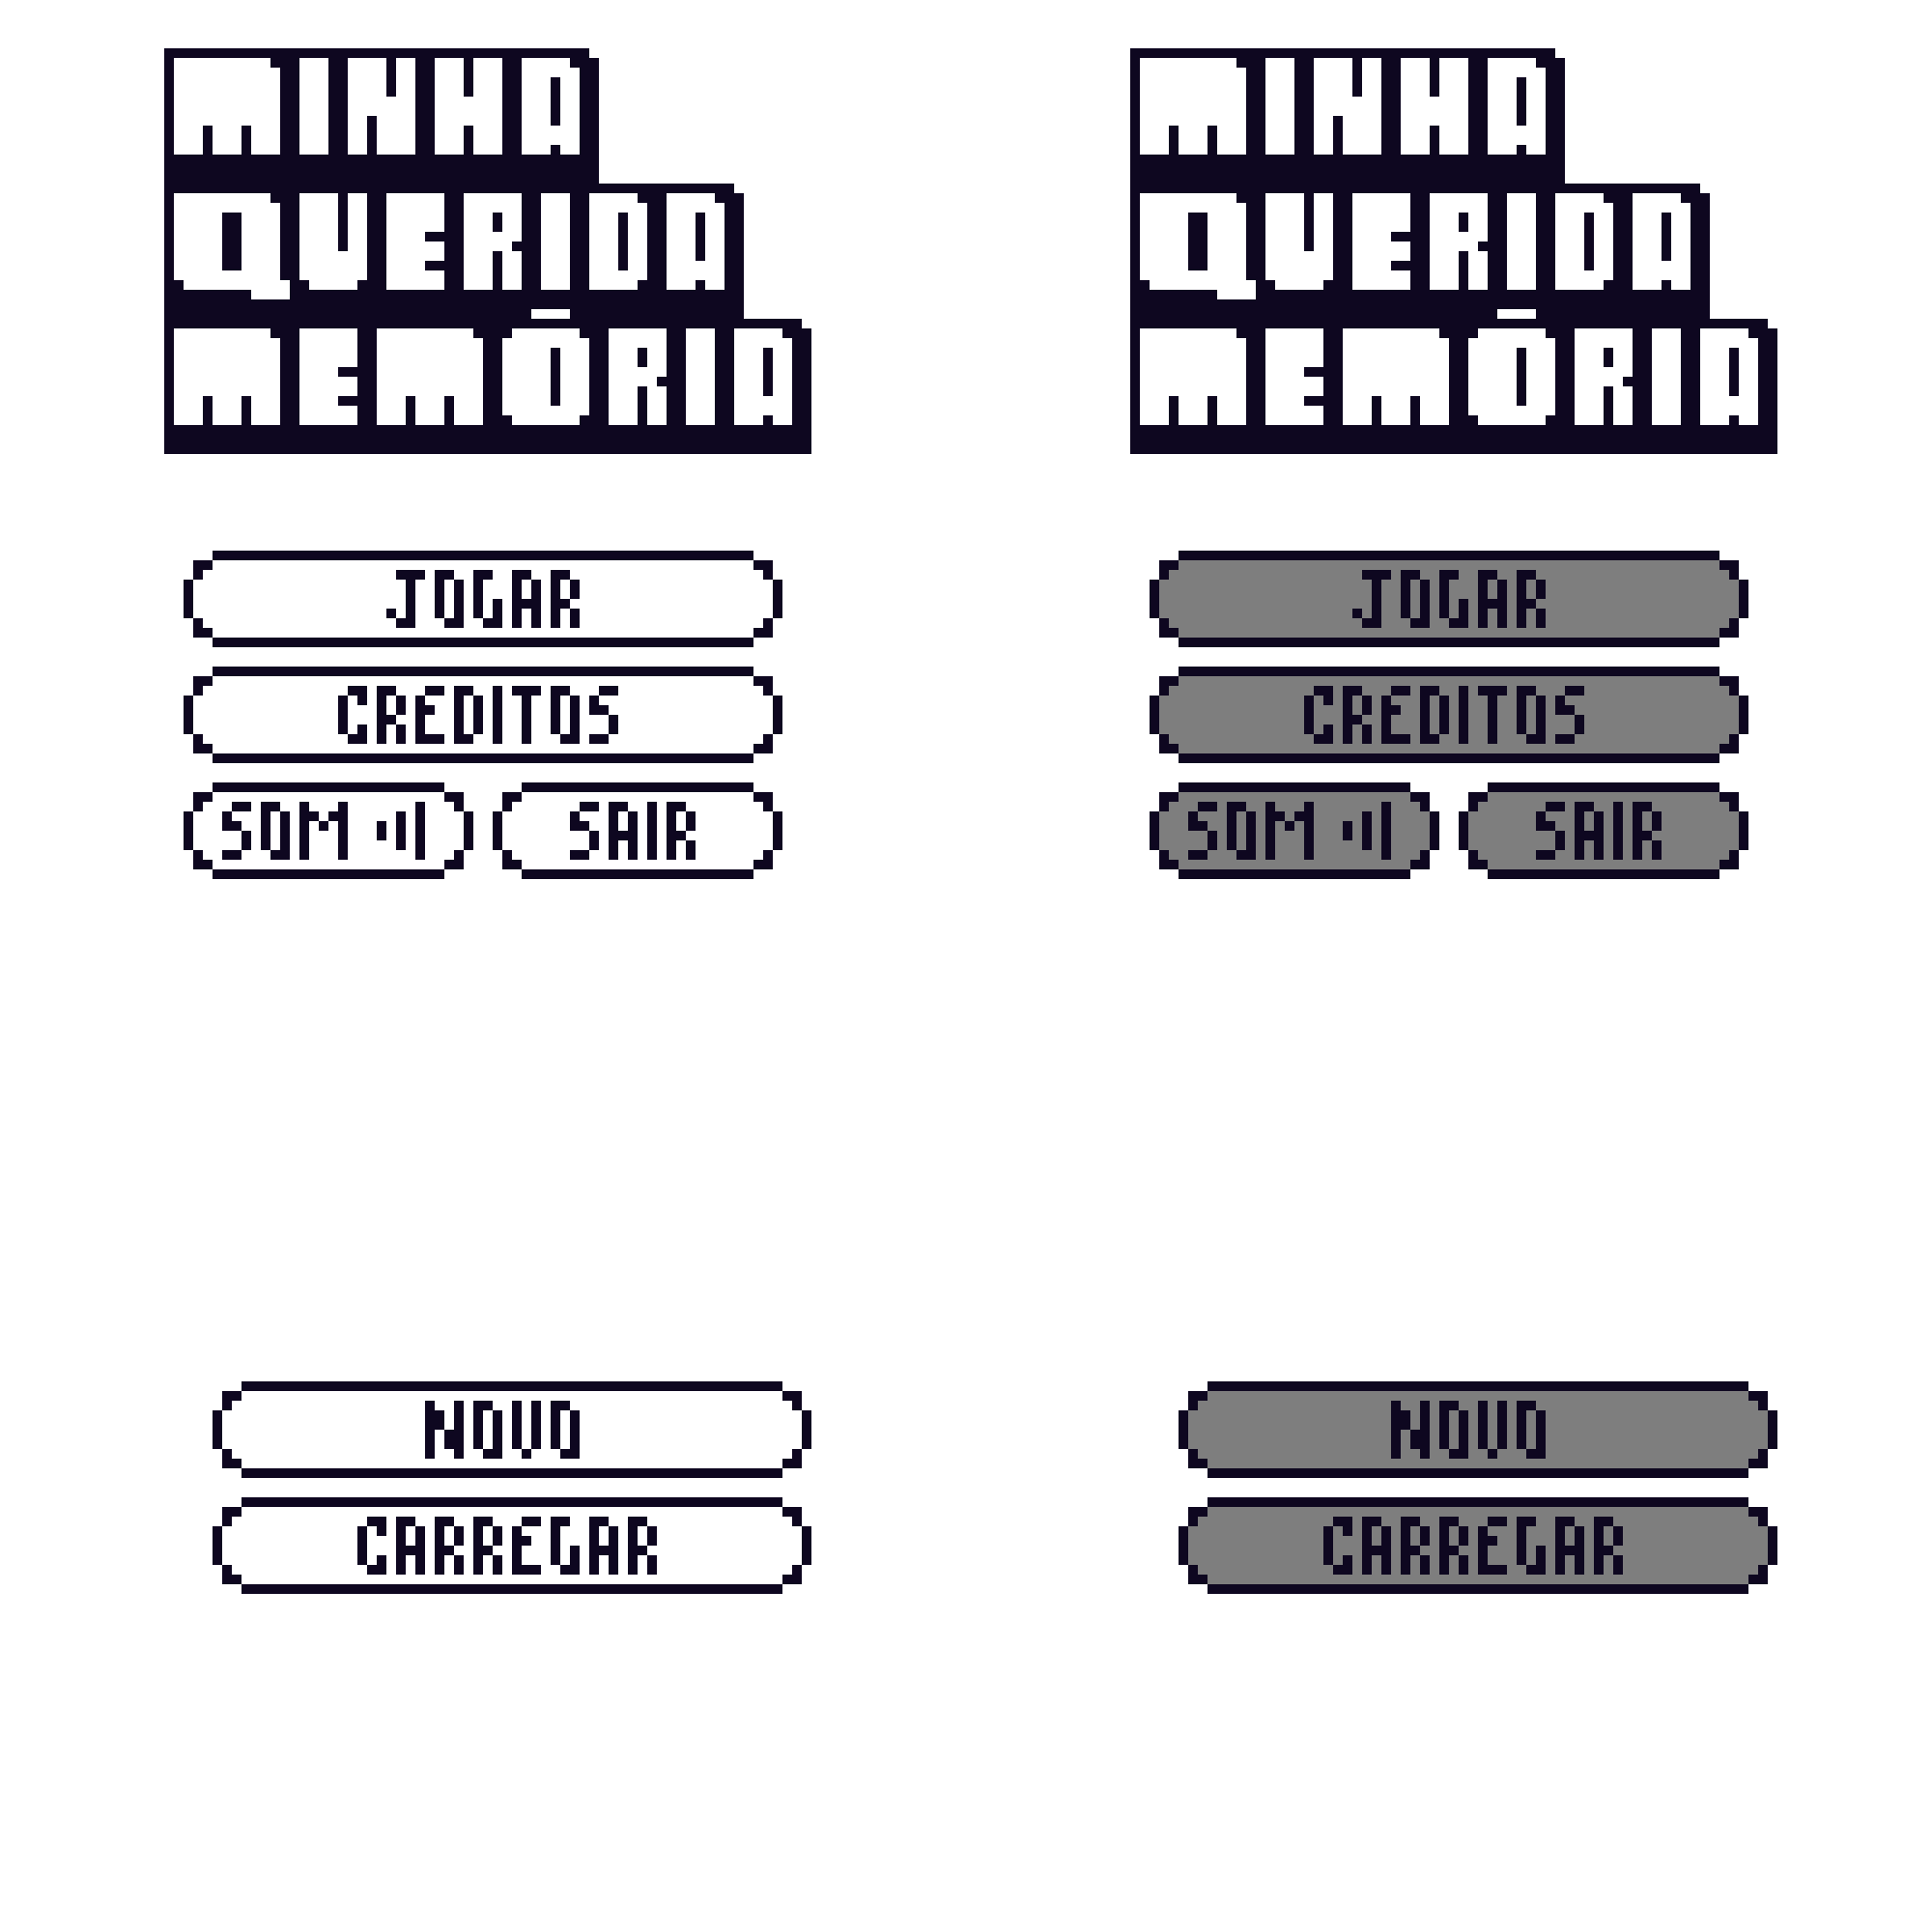 MINHA
QUERIDA
MEMÓRIA
JOGAR
CREDITOS
SOM
SAIR
MINHA
QUERIDA
MEMÓRIA
JOGAR
CREDITOS
SOM
SAIR
NOVO
CARREGAR
NOVO
CARREGAR